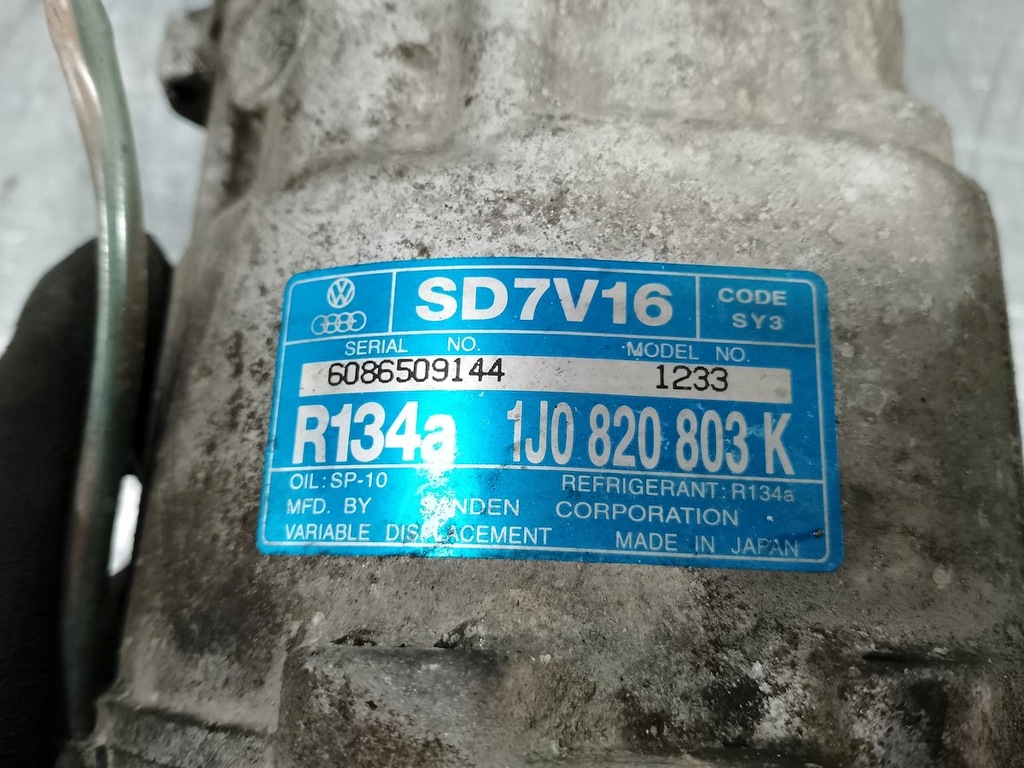 SD7V16
CODE
SY3
SERIAL NO.
MODEL NO.
6086509144
1233
R134a 1J0 820 803 K
OIL: SP-10
REFRIGERANT: R134a
MFD. BY SANDEN CORPORATION
VARIABLE DISPLACEMENT
MADE IN JAPAN